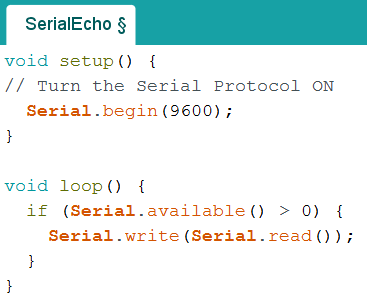 SerialEcho §
void setup() {
// Turn the Serial Protocol ON
  Serial.begin(9600);
}

void loop() {
  if (Serial.available() > 0) {
    Serial.write(Serial.read());
  }
}